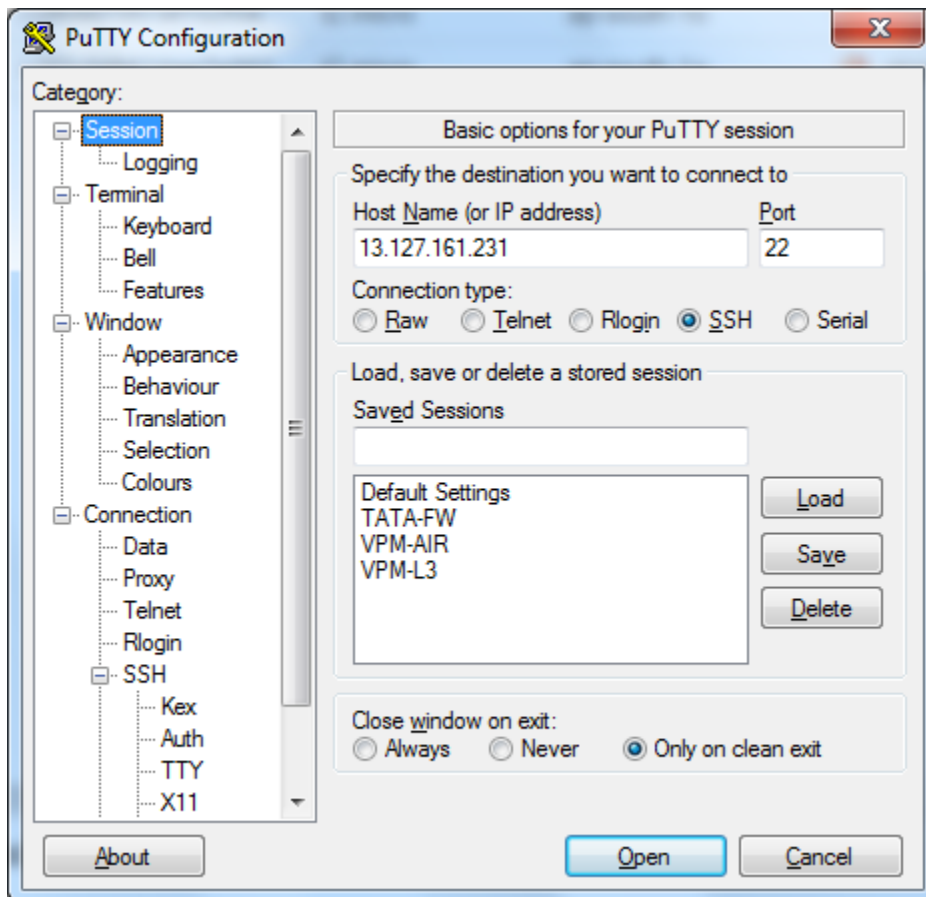 PuTTY Configuration
Category:
Session
Logging
Terminal
Keyboard
Bell
Features
Window
Appearance
Behaviour
Translation
Selection
Colours
Connection
Data
Proxy
Telnet
Rlogin
SSH
Kex
Auth
TTY
X11
Basic options for your PuTTY session
Specify the destination you want to connect to
Host Name (or IP address) Port
13.127.161.231 22
Connection type:
Raw Telnet Rlogin SSH Serial
Load, save or delete a stored session
Saved Sessions
Default Settings
TATA-FW
VPM-AIR
VPM-L3
Load
Save
Delete
Close window on exit:
Always Never Only on clean exit
About Open Cancel